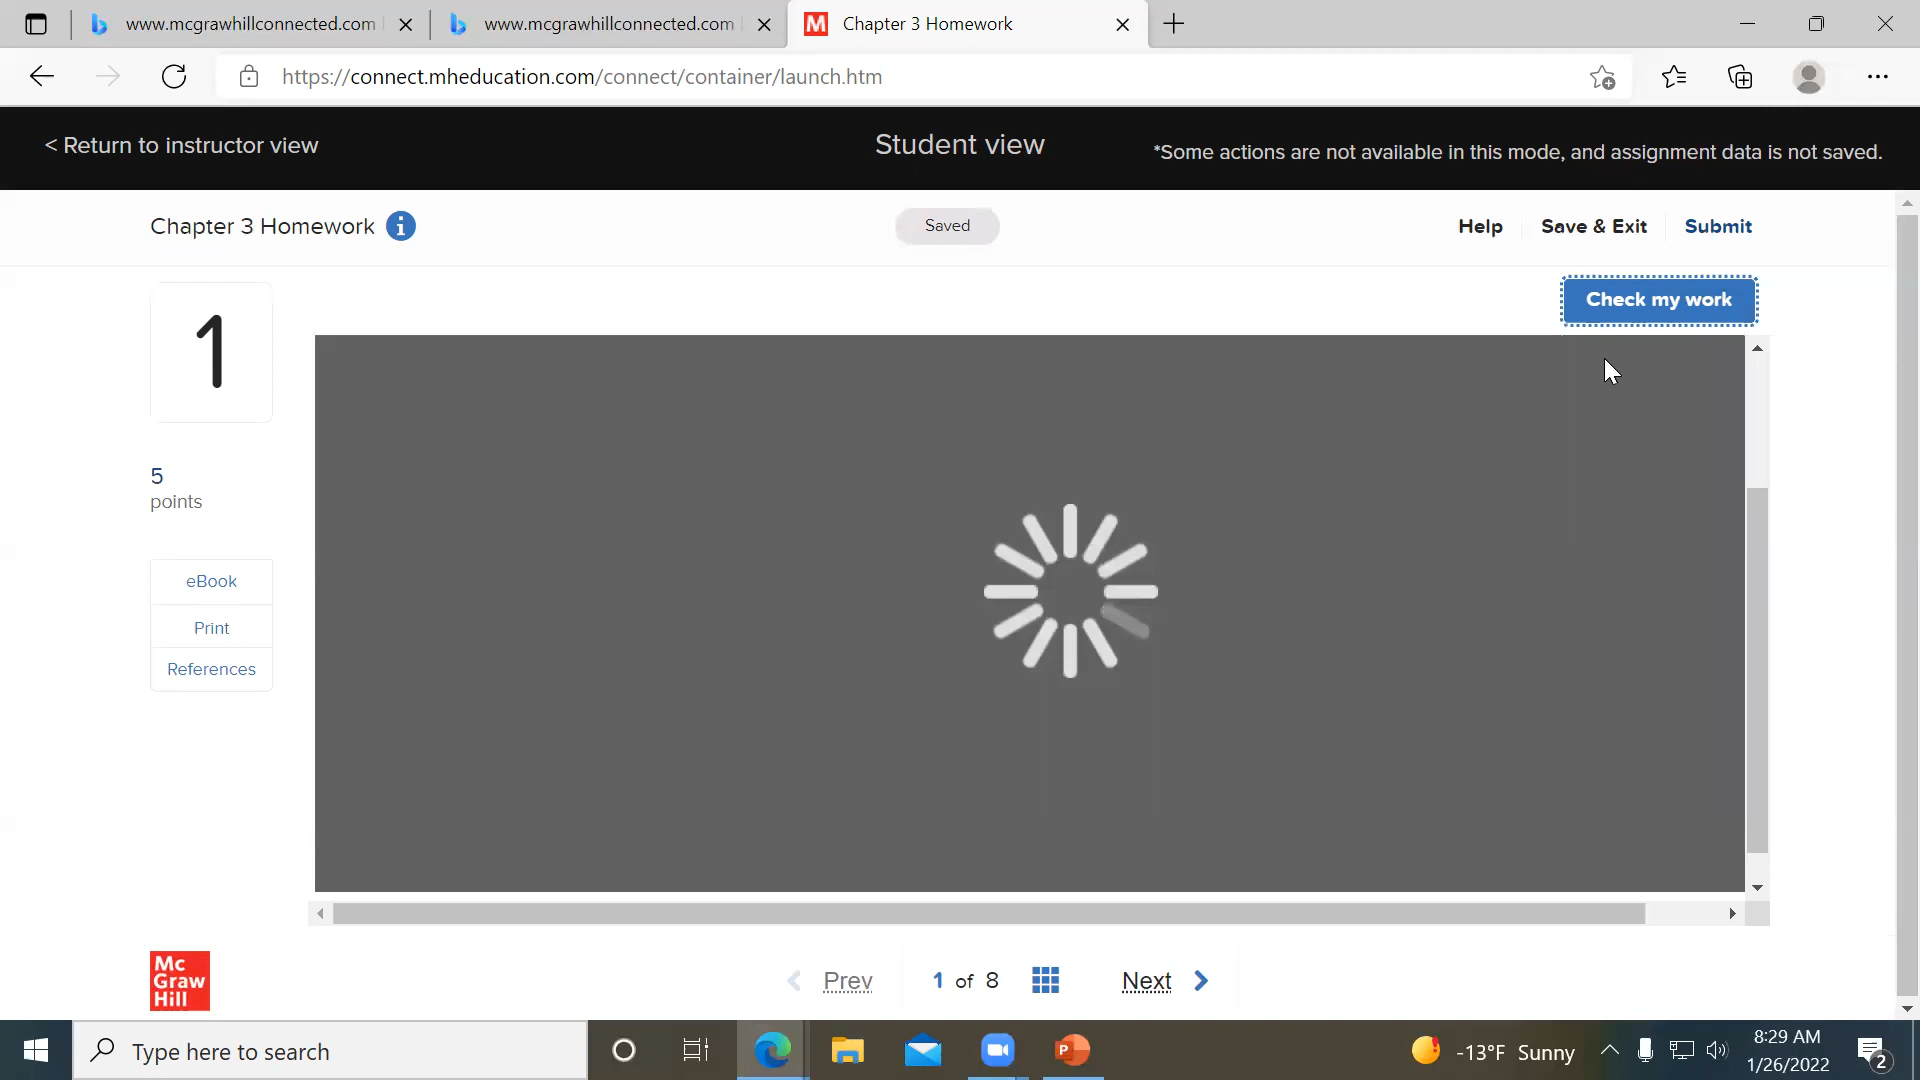 www.mcgrawhillconnected.com
www.mcgrawhillconnected.com
M Chapter 3 Homework
https://connect.mheducation.com/connect/container/launch.htm
< Return to instructor view
Student view
*Some actions are not available in this mode, and assignment data is not saved.
Chapter 3 Homework i
Saved
Help
Save & Exit
Submit
Check my work
1
5
points
eBook
Print
References
Mc
Graw
Hill
Prev
1 of 8
Next
Type here to search
P
-13°F Sunny
8:29 AM
1/26/2022
2